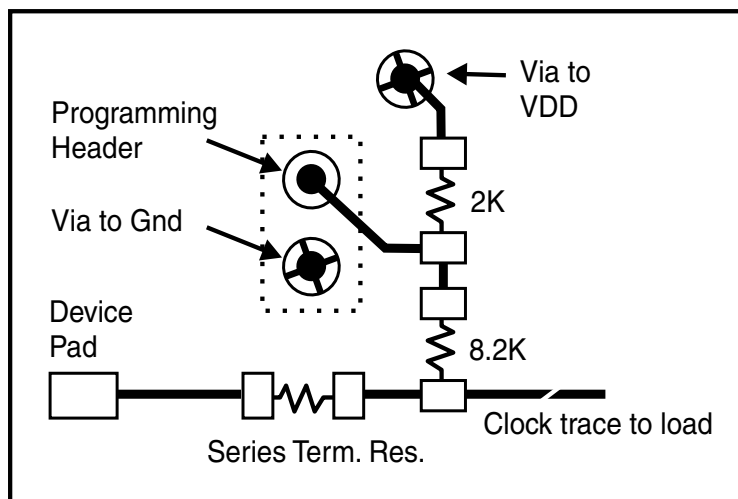 Via to
VDD
Programming
Header
2K
Via to Gnd
Device
Pad
8.2K
Clock trace to load
Series Term. Res.